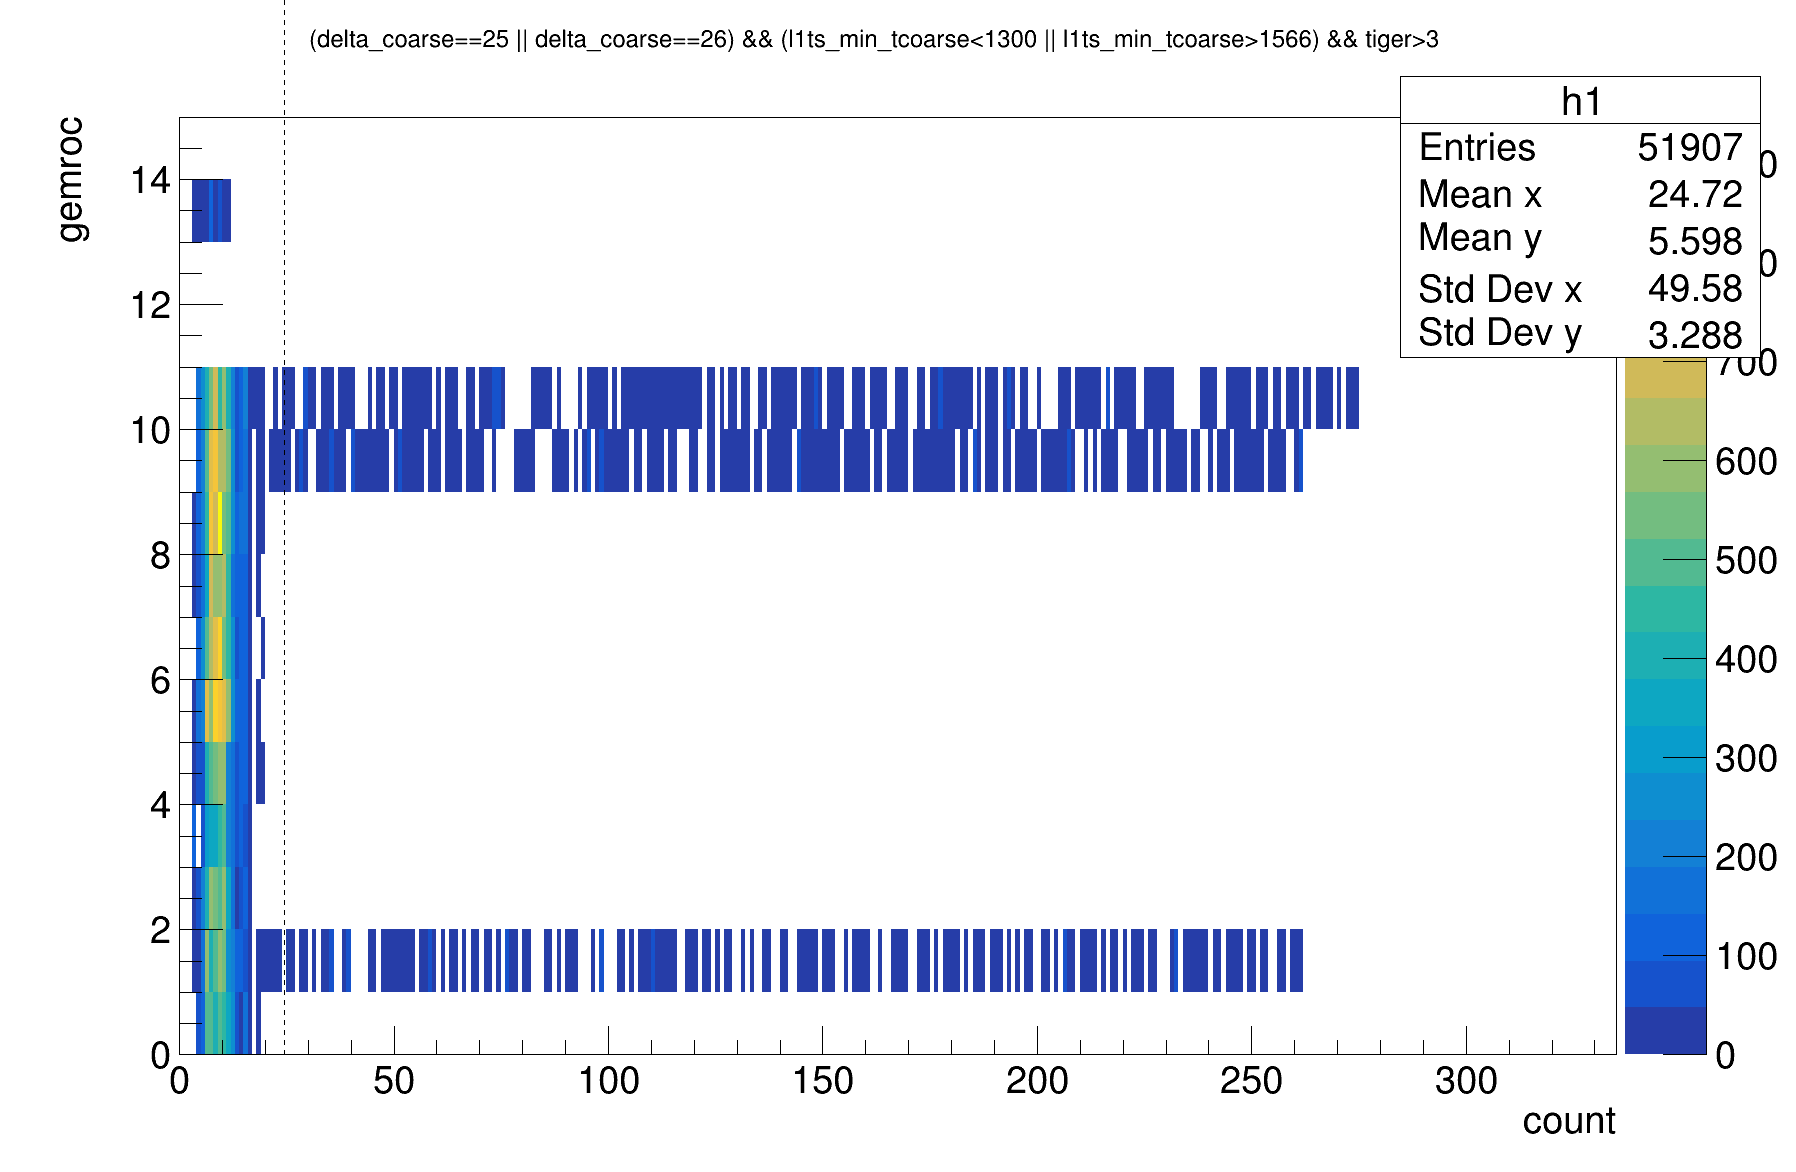 (delta_coarse==25 || delta_coarse==26) && (l1ts_min_tcoarse<1300 || l1ts_min_tcoarse>1566) && tiger>3
h1
Entries 51907
Mean x 24.72
Mean y 5.598
Std Dev x 49.58
Std Dev y 3.288
gemroc
14
12
10
8
6
4
2
0
0 50 100 150 200 250 300
count
0
0
700
600
500
400
300
200
100
0